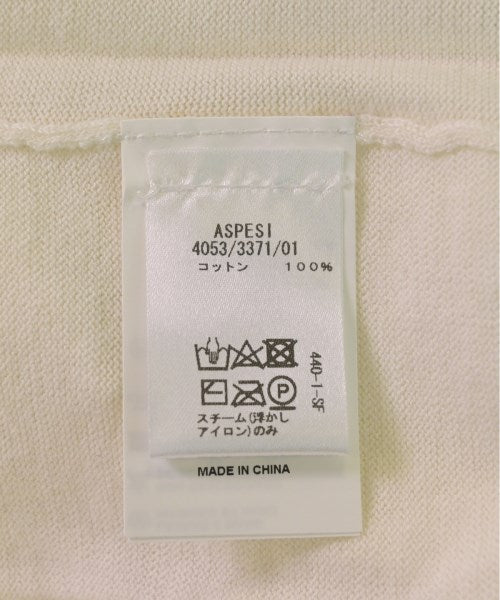 ASPESI
4053/3371/01
コットン 100%
P
440-1-SF
スチーム(浮かし
アイロン)のみ
MADE IN CHINA